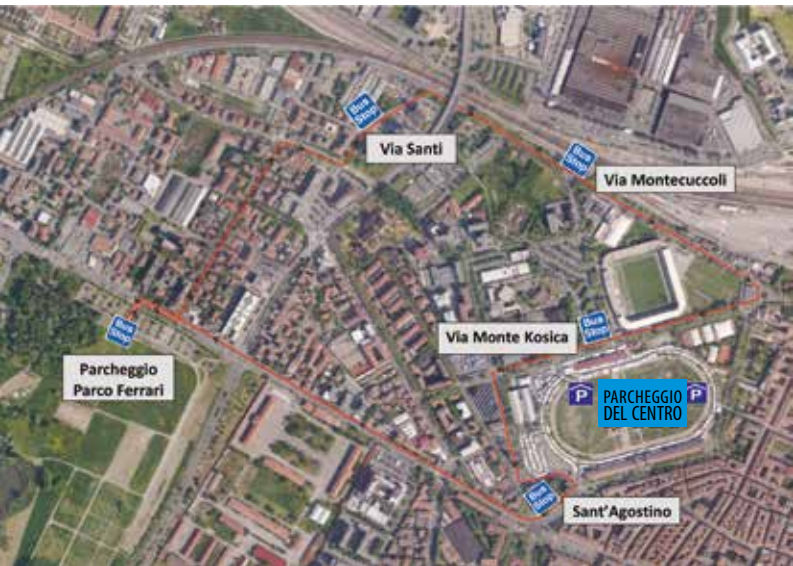 Bus
Stop
Via Santi
Bus
Stop
Via Montecuccoli
Bus
Stop
Via Monte Kosica
Bus
Stop
Parcheggio
Parco Ferrari
P
PARCHEGGIO
DEL CENTRO
P
Bus
Stop
Sant'Agostino